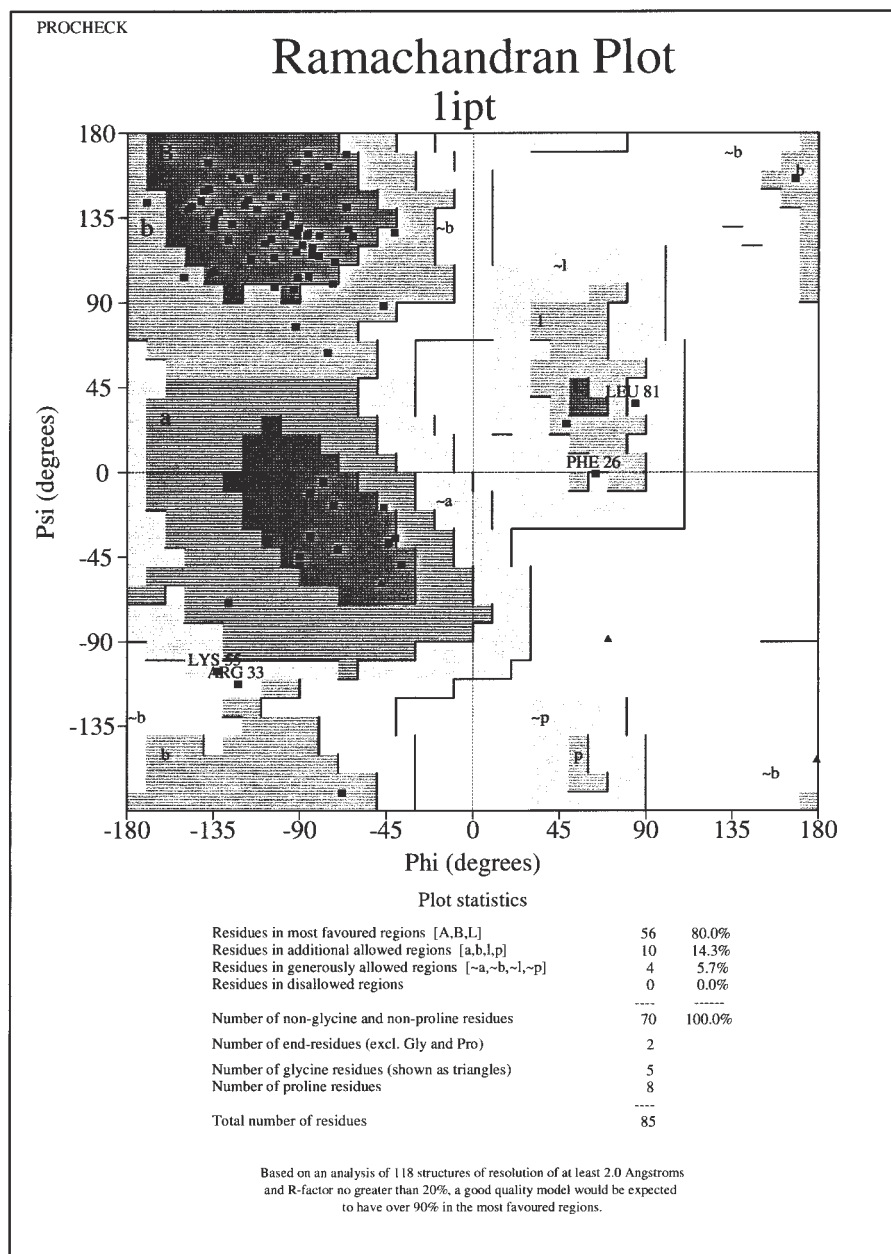 PROCHECK
Ramachandran Plot
1ipt
180
135
90
45
0
-45
-90
-135
Psi (degrees)
B
b
~b
b
~b
~l
l
a
LEU 81
PHE 26
~a
LYS 55
ARG 33
~b
b
~p
p
~b
-180
-135
-90
-45
0
45
90
135
180
Phi (degrees)
Plot statistics
Residues in most favoured regions [A,B,L] 56 80.0%
Residues in additional allowed regions [a,b,l,p] 10 14.3%
Residues in generously allowed regions [~a,~b,~l,~p] 4 5.7%
Residues in disallowed regions 0 0.0%
---- ------
Number of non-glycine and non-proline residues 70 100.0%
Number of end-residues (excl. Gly and Pro) 2
Number of glycine residues (shown as triangles) 5
Number of proline residues 8
----
Total number of residues 85
Based on an analysis of 118 structures of resolution of at least 2.0 Angstroms
and R-factor no greater than 20%, a good quality model would be expected
to have over 90% in the most favoured regions.